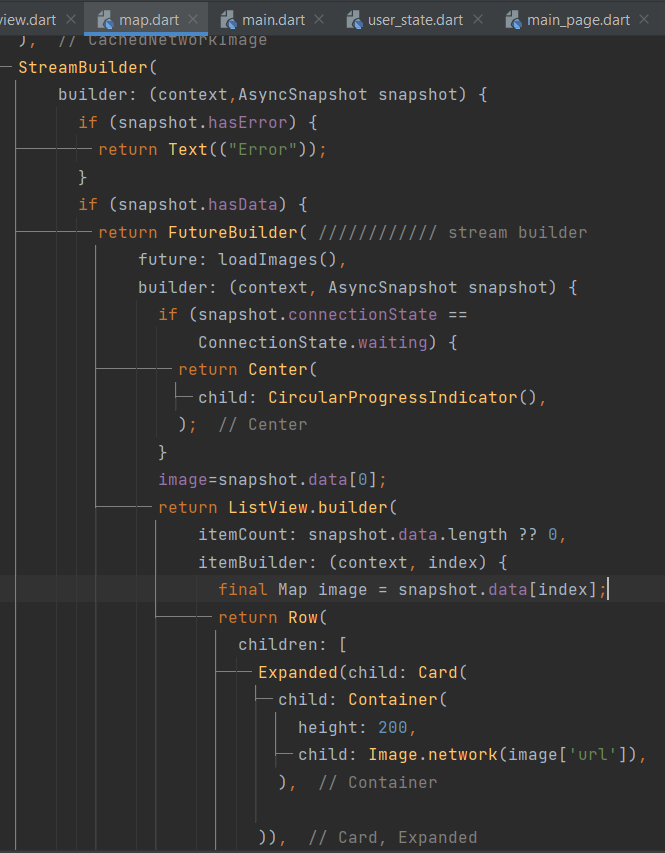 view.dart map.dart main.dart user_state.dart main_page.dart
), // CachedNetworkImage
StreamBuilder(
builder: (context,AsyncSnapshot snapshot) {
if (snapshot.hasError) {
return Text(("Error"));
}
if (snapshot.hasData) {
return FutureBuilder( //////////// stream builder
future: loadImages(),
builder: (context, AsyncSnapshot snapshot) {
if (snapshot.connectionState ==
ConnectionState.waiting) {
return Center(
child: CircularProgressIndicator(),
); // Center
}
image=snapshot.data[0];
return ListView.builder(
itemCount: snapshot.data.length ?? 0,
itemBuilder: (context, index) {
final Map image = snapshot.data[index];
return Row(
children: [
Expanded(child: Card(
child: Container(
height: 200,
child: Image.network(image['url']),
), // Container
)), // Card, Expanded